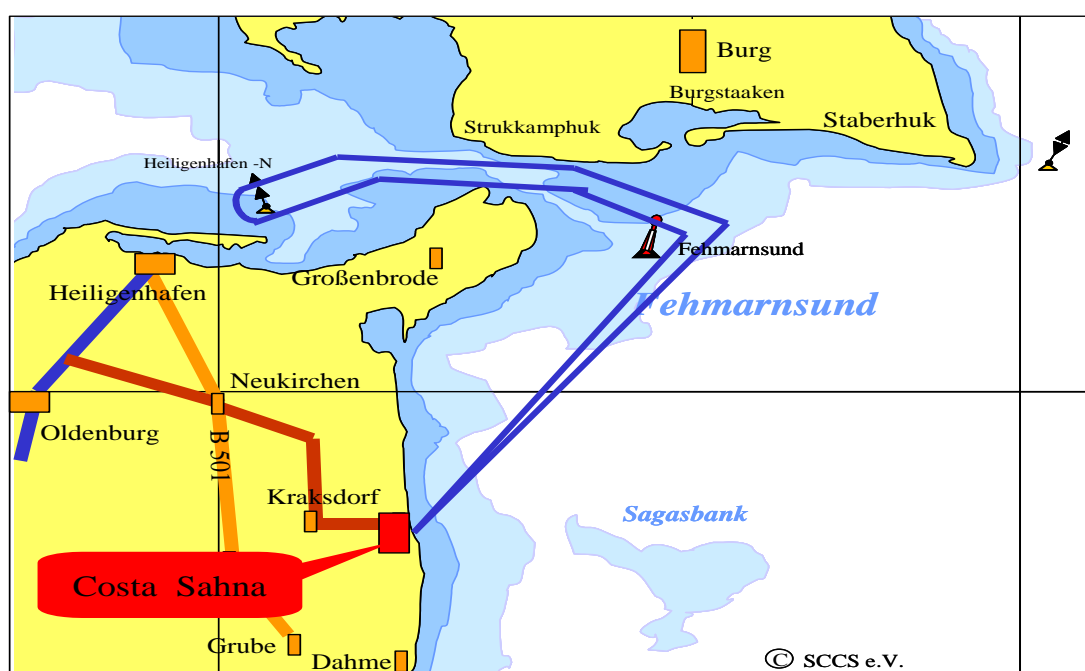 Burg
Burgstaaken
Strukkamphuk
Staberhuk
Heiligenhafen -N
Fehmarnsund
Großenbrode
Heiligenhafen
Fehmarnsund
Neukirchen
Oldenburg
B 501
Kraksdorf
Sagasbank
Costa Sahna
Grube
Dahme
© SCCS e.V.